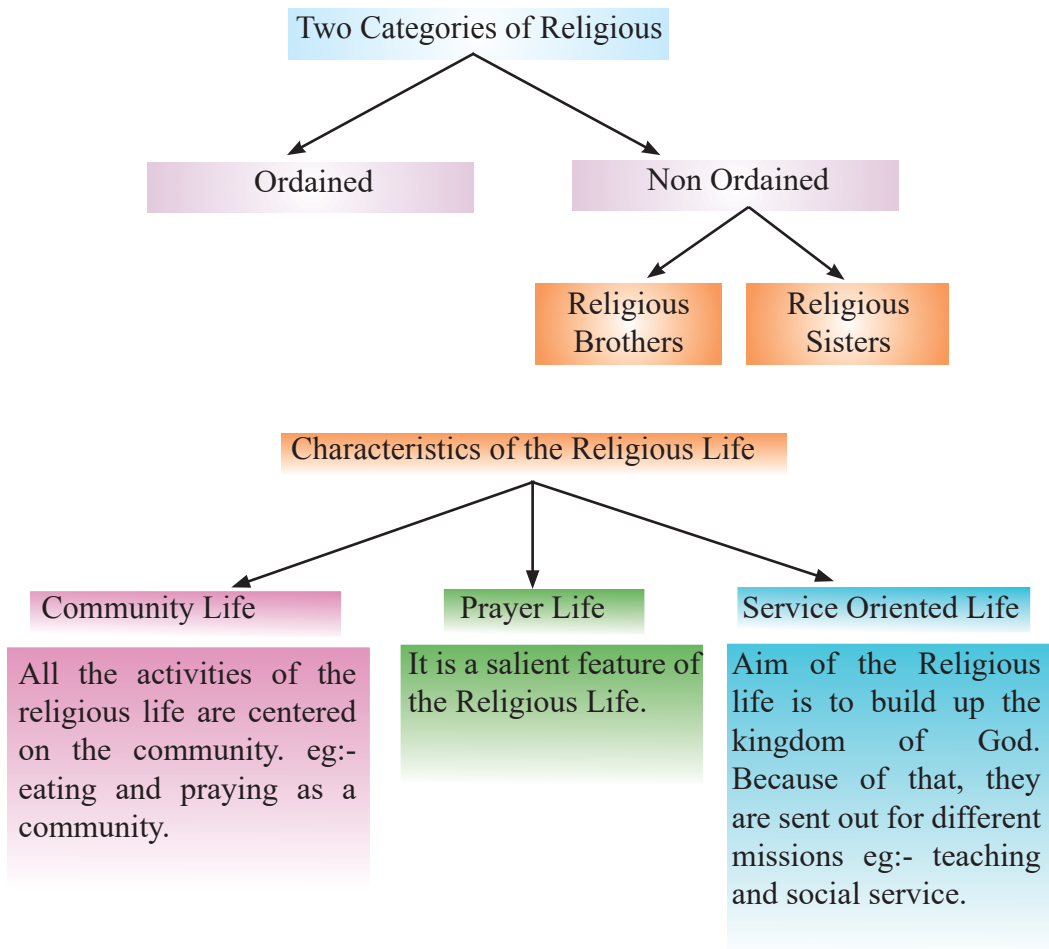 Two Categories of Religious
Ordained
Non Ordained
Religious
Brothers
Religious
Sisters
Characteristics of the Religious Life
Community Life
All the activities of the
religious life are centered
on the community. eg:-
eating and praying as a
community.
Prayer Life
It is a salient feature of
the Religious Life.
Service Oriented Life
Aim of the Religious
life is to build up the
kingdom of God.
Because of that, they
are sent out for different
missions eg:- teaching
and social service.